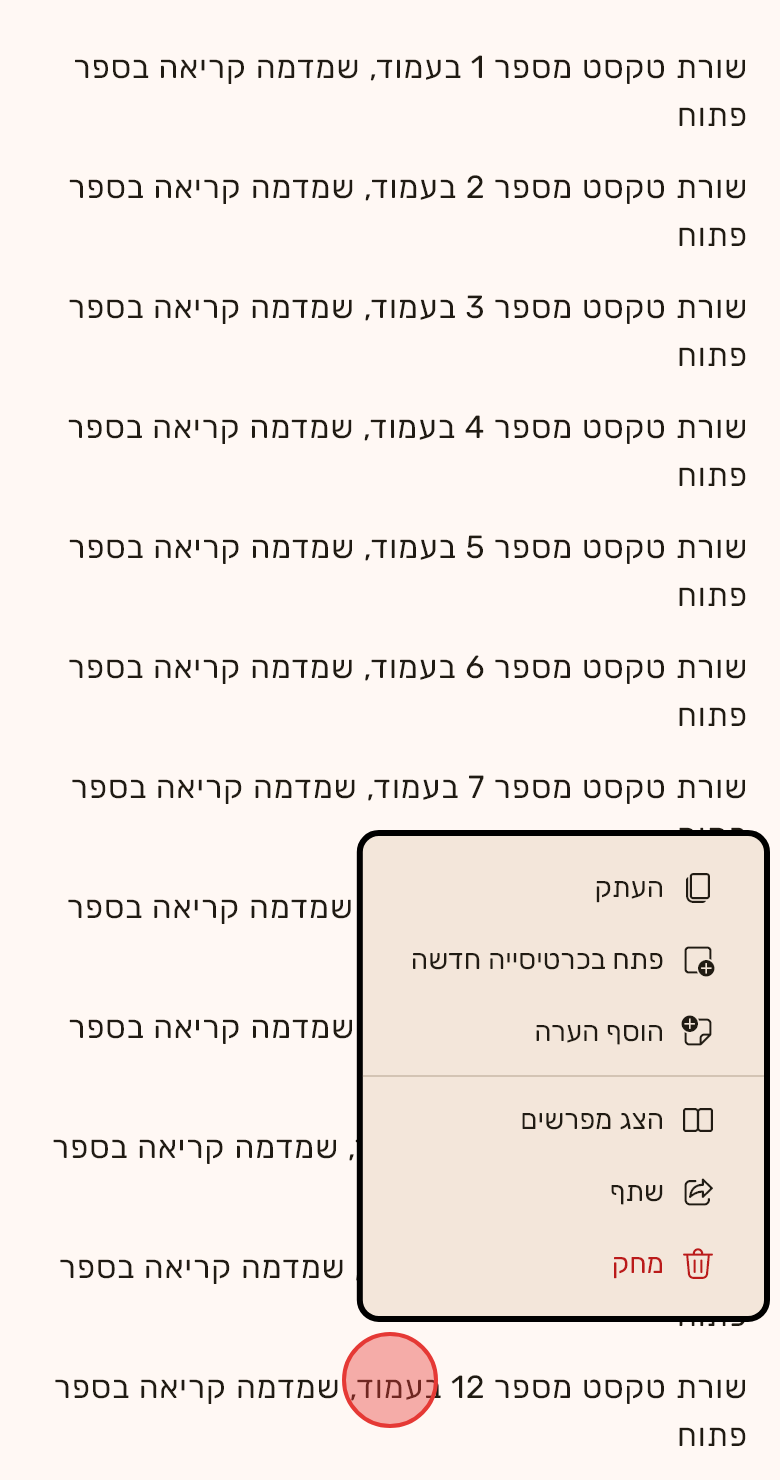 שורת טקסט מספר 1 בעמוד, שמדמה קריאה בספר
פתוח
שורת טקסט מספר 2 בעמוד, שמדמה קריאה בספר
פתוח
שורת טקסט מספר 3 בעמוד, שמדמה קריאה בספר
פתוח
שורת טקסט מספר 4 בעמוד, שמדמה קריאה בספר
פתוח
שורת טקסט מספר 5 בעמוד, שמדמה קריאה בספר
פתוח
שורת טקסט מספר 6 בעמוד, שמדמה קריאה בספר
פתוח
שורת טקסט מספר 7 בעמוד, שמדמה קריאה בספר
העתק
שמדמה קריאה בספר
פתח בכרטיסייה חדשה
הוסף הערה
שמדמה קריאה בספר
הצג מפרשים
, שמדמה קריאה בספר
שתף
מחק
, שמדמה קריאה בספר
שורת טקסט מספר 12 בעמוד, שמדמה קריאה בספר
פתוח